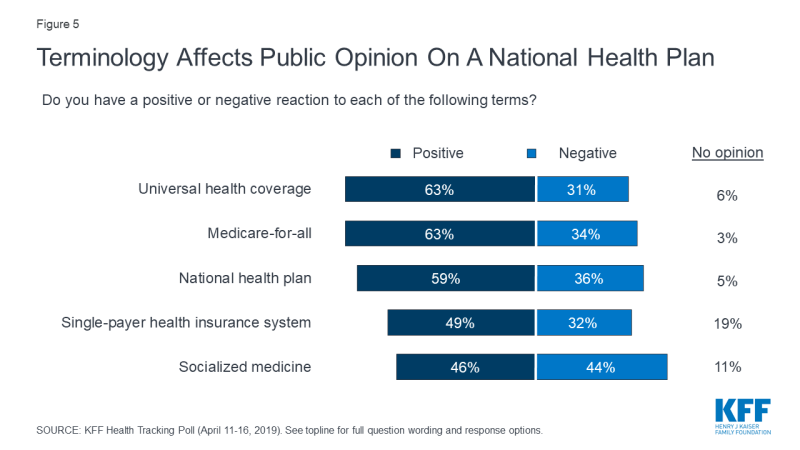 Figure 5
Terminology Affects Public Opinion On A National Health Plan
Do you have a positive or negative reaction to each of the following terms?
Positive Negative No opinion
Universal health coverage 63% 31% 6%
Medicare-for-all 63% 34% 3%
National health plan 59% 36% 5%
Single-payer health insurance system 49% 32% 19%
Socialized medicine 46% 44% 11%
KFF
HENRY J KAISER
FAMILY FOUNDATION
SOURCE: KFF Health Tracking Poll (April 11-16, 2019). See topline for full question wording and response options.